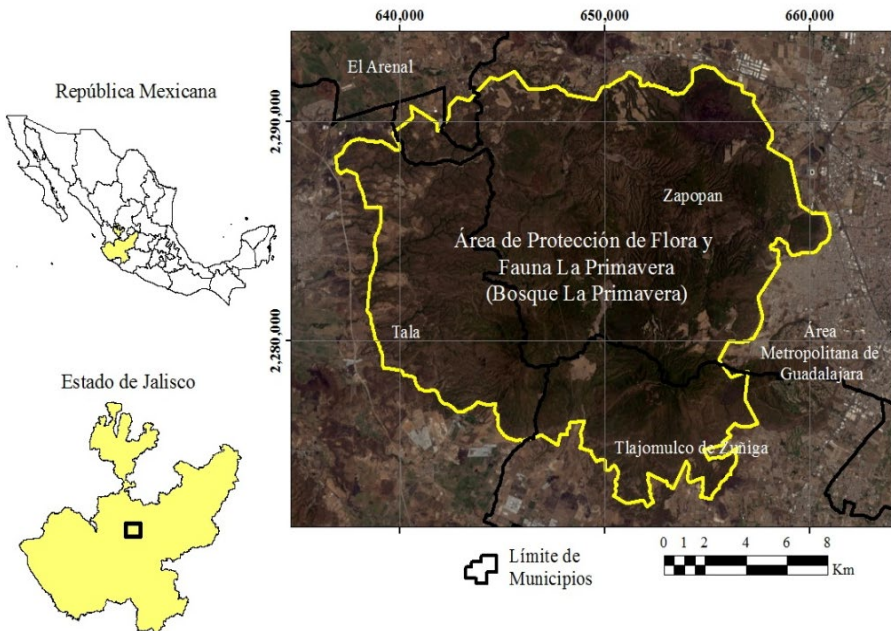 640,000
650,000
660,000
El Arenal
República Mexicana
2,290,000
Zapopan
Área de Protección de Flora y
Fauna La Primavera
(Bosque La Primavera)
Tala
2,280,000
Área
Metropolitana de
Guadalajara
Estado de Jalisco
Tlajomulco de Zuñiga
Límite de
Municipios
0 1 2 4 6 8
Km